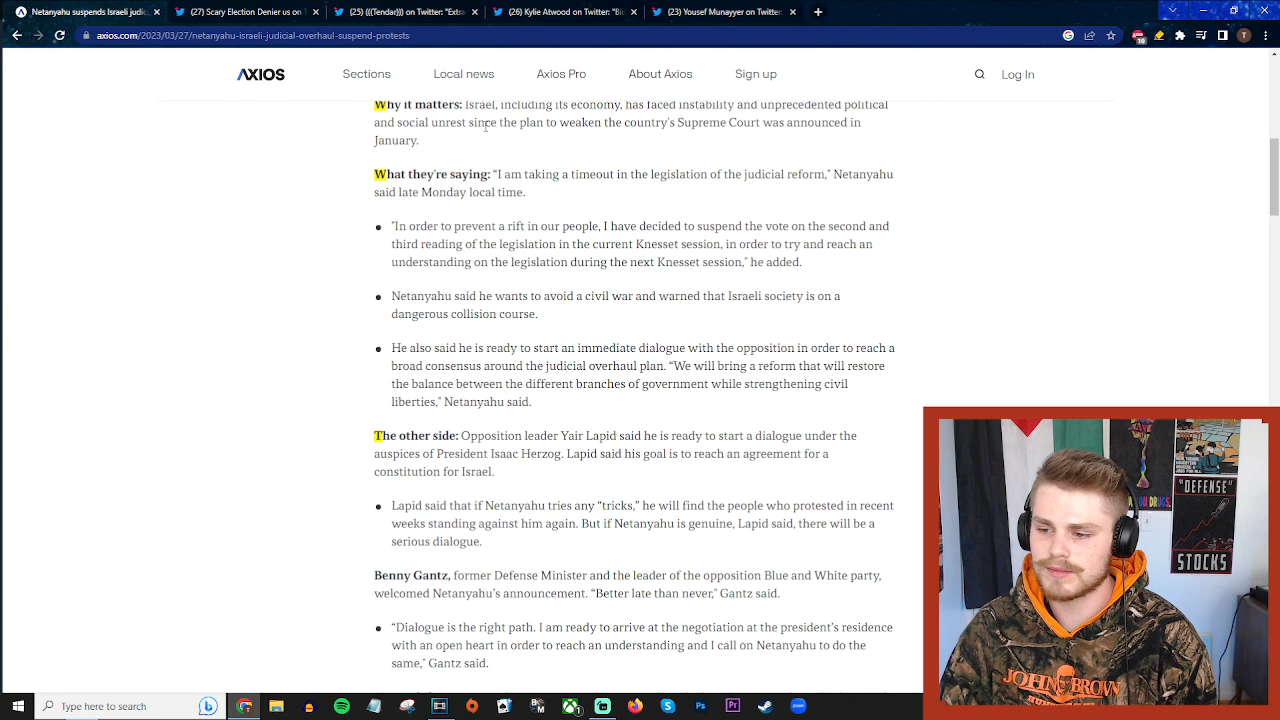 Netanyahu suspends Israeli judic
(27) Scary Election Denier us on T
(25) (((Tendar))) on Twitter: "Extra
(26) Kylie Atwood on Twitter: "Bie
(23) Yousef Munayyer on Twitter:
axios.com/2023/03/27/netanyahu-israeli-judicial-overhaul-suspend-protests
10
T
AXIOS
Sections
Local news
Axios Pro
About Axios
Sign up
Log In
Why it matters: Israel, including its economy, has faced instability and unprecedented political
and social unrest since the plan to weaken the country's Supreme Court was announced in
January.
What they're saying: “I am taking a timeout in the legislation of the judicial reform," Netanyahu
said late Monday local time.
"In order to prevent a rift in our people, I have decided to suspend the vote on the second and
third reading of the legislation in the current Knesset session, in order to try and reach an
understanding on the legislation during the next Knesset session," he added.
Netanyahu said he wants to avoid a civil war and warned that Israeli society is on a
dangerous collision course.
He also said he is ready to start an immediate dialogue with the opposition in order to reach a
broad consensus around the judicial overhaul plan. “We will bring a reform that will restore
the balance between the different branches of government while strengthening civil
liberties," Netanyahu said.
The other side: Opposition leader Yair Lapid said he is ready to start a dialogue under the
auspices of President Isaac Herzog. Lapid said his goal is to reach an agreement for a
constitution for Israel.
Lapid said that if Netanyahu tries any “tricks,” he will find the people who protested in recent
weeks standing against him again. But if Netanyahu is genuine, Lapid said, there will be a
serious dialogue.
Benny Gantz, former Defense Minister and the leader of the opposition Blue and White party,
welcomed Netanyahu’s announcement. “Better late than never," Gantz said.
“Dialogue is the right path. I am ready to arrive at the negotiation at the president’s residence
with an open heart in order to reach an understanding and I call on Netanyahu to do the
same," Gantz said.
ON DRUGS.
JOBS FOR ALL!
"DEFENSE"
STOCKS
JOHN BROWN
Type here to search